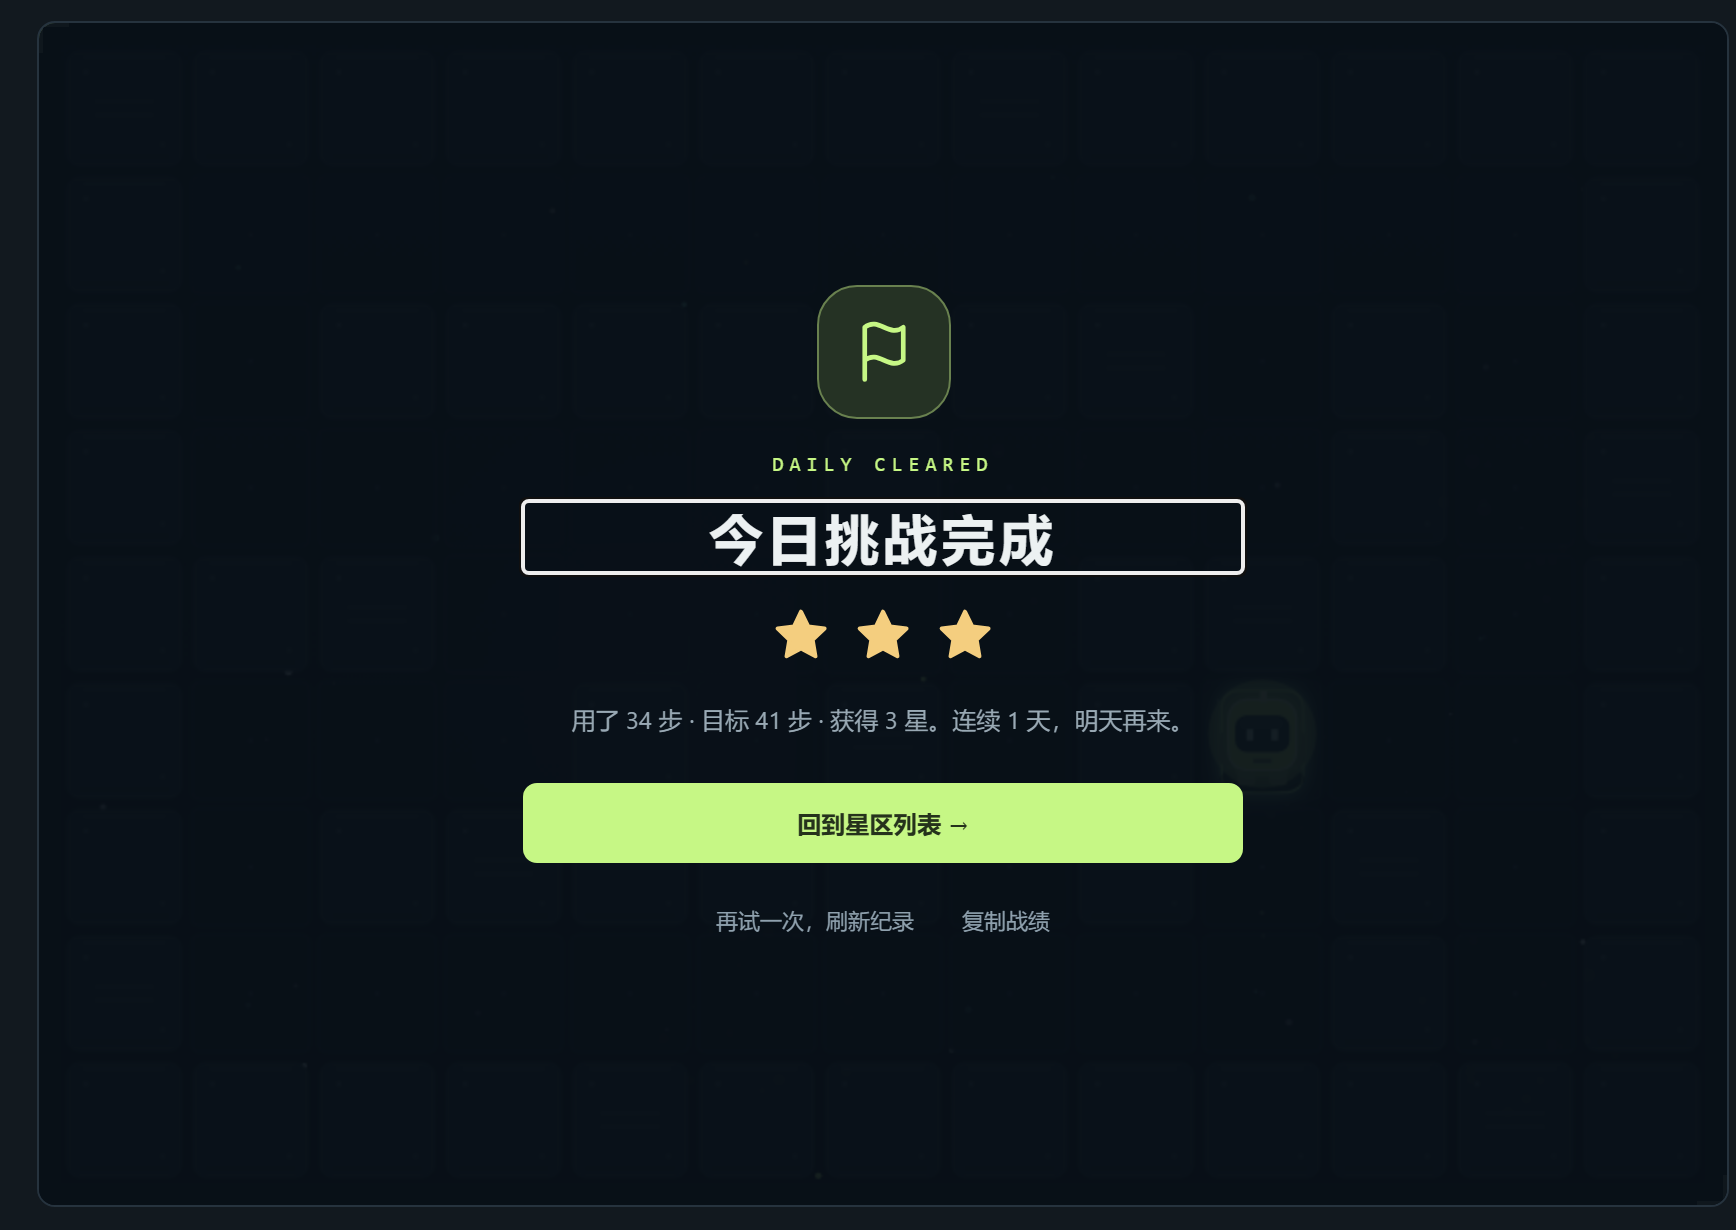 DAILY CLEARED
今日挑战完成
用了 34 步 · 目标 41 步 · 获得 3 星。连续 1 天，明天再来。
回到星区列表 →
再试一次，刷新纪录 复制战绩